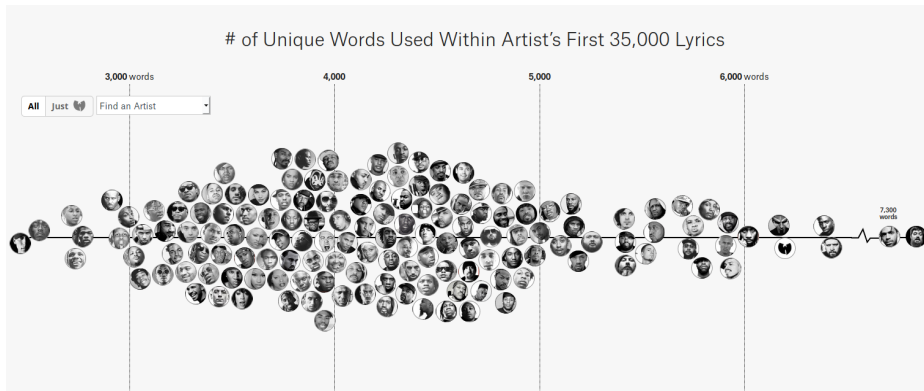 # of Unique Words Used Within Artist's First 35,000 Lyrics
3,000 words
4,000
5,000
6,000 words
All
Just
Find an Artist
7,300
words